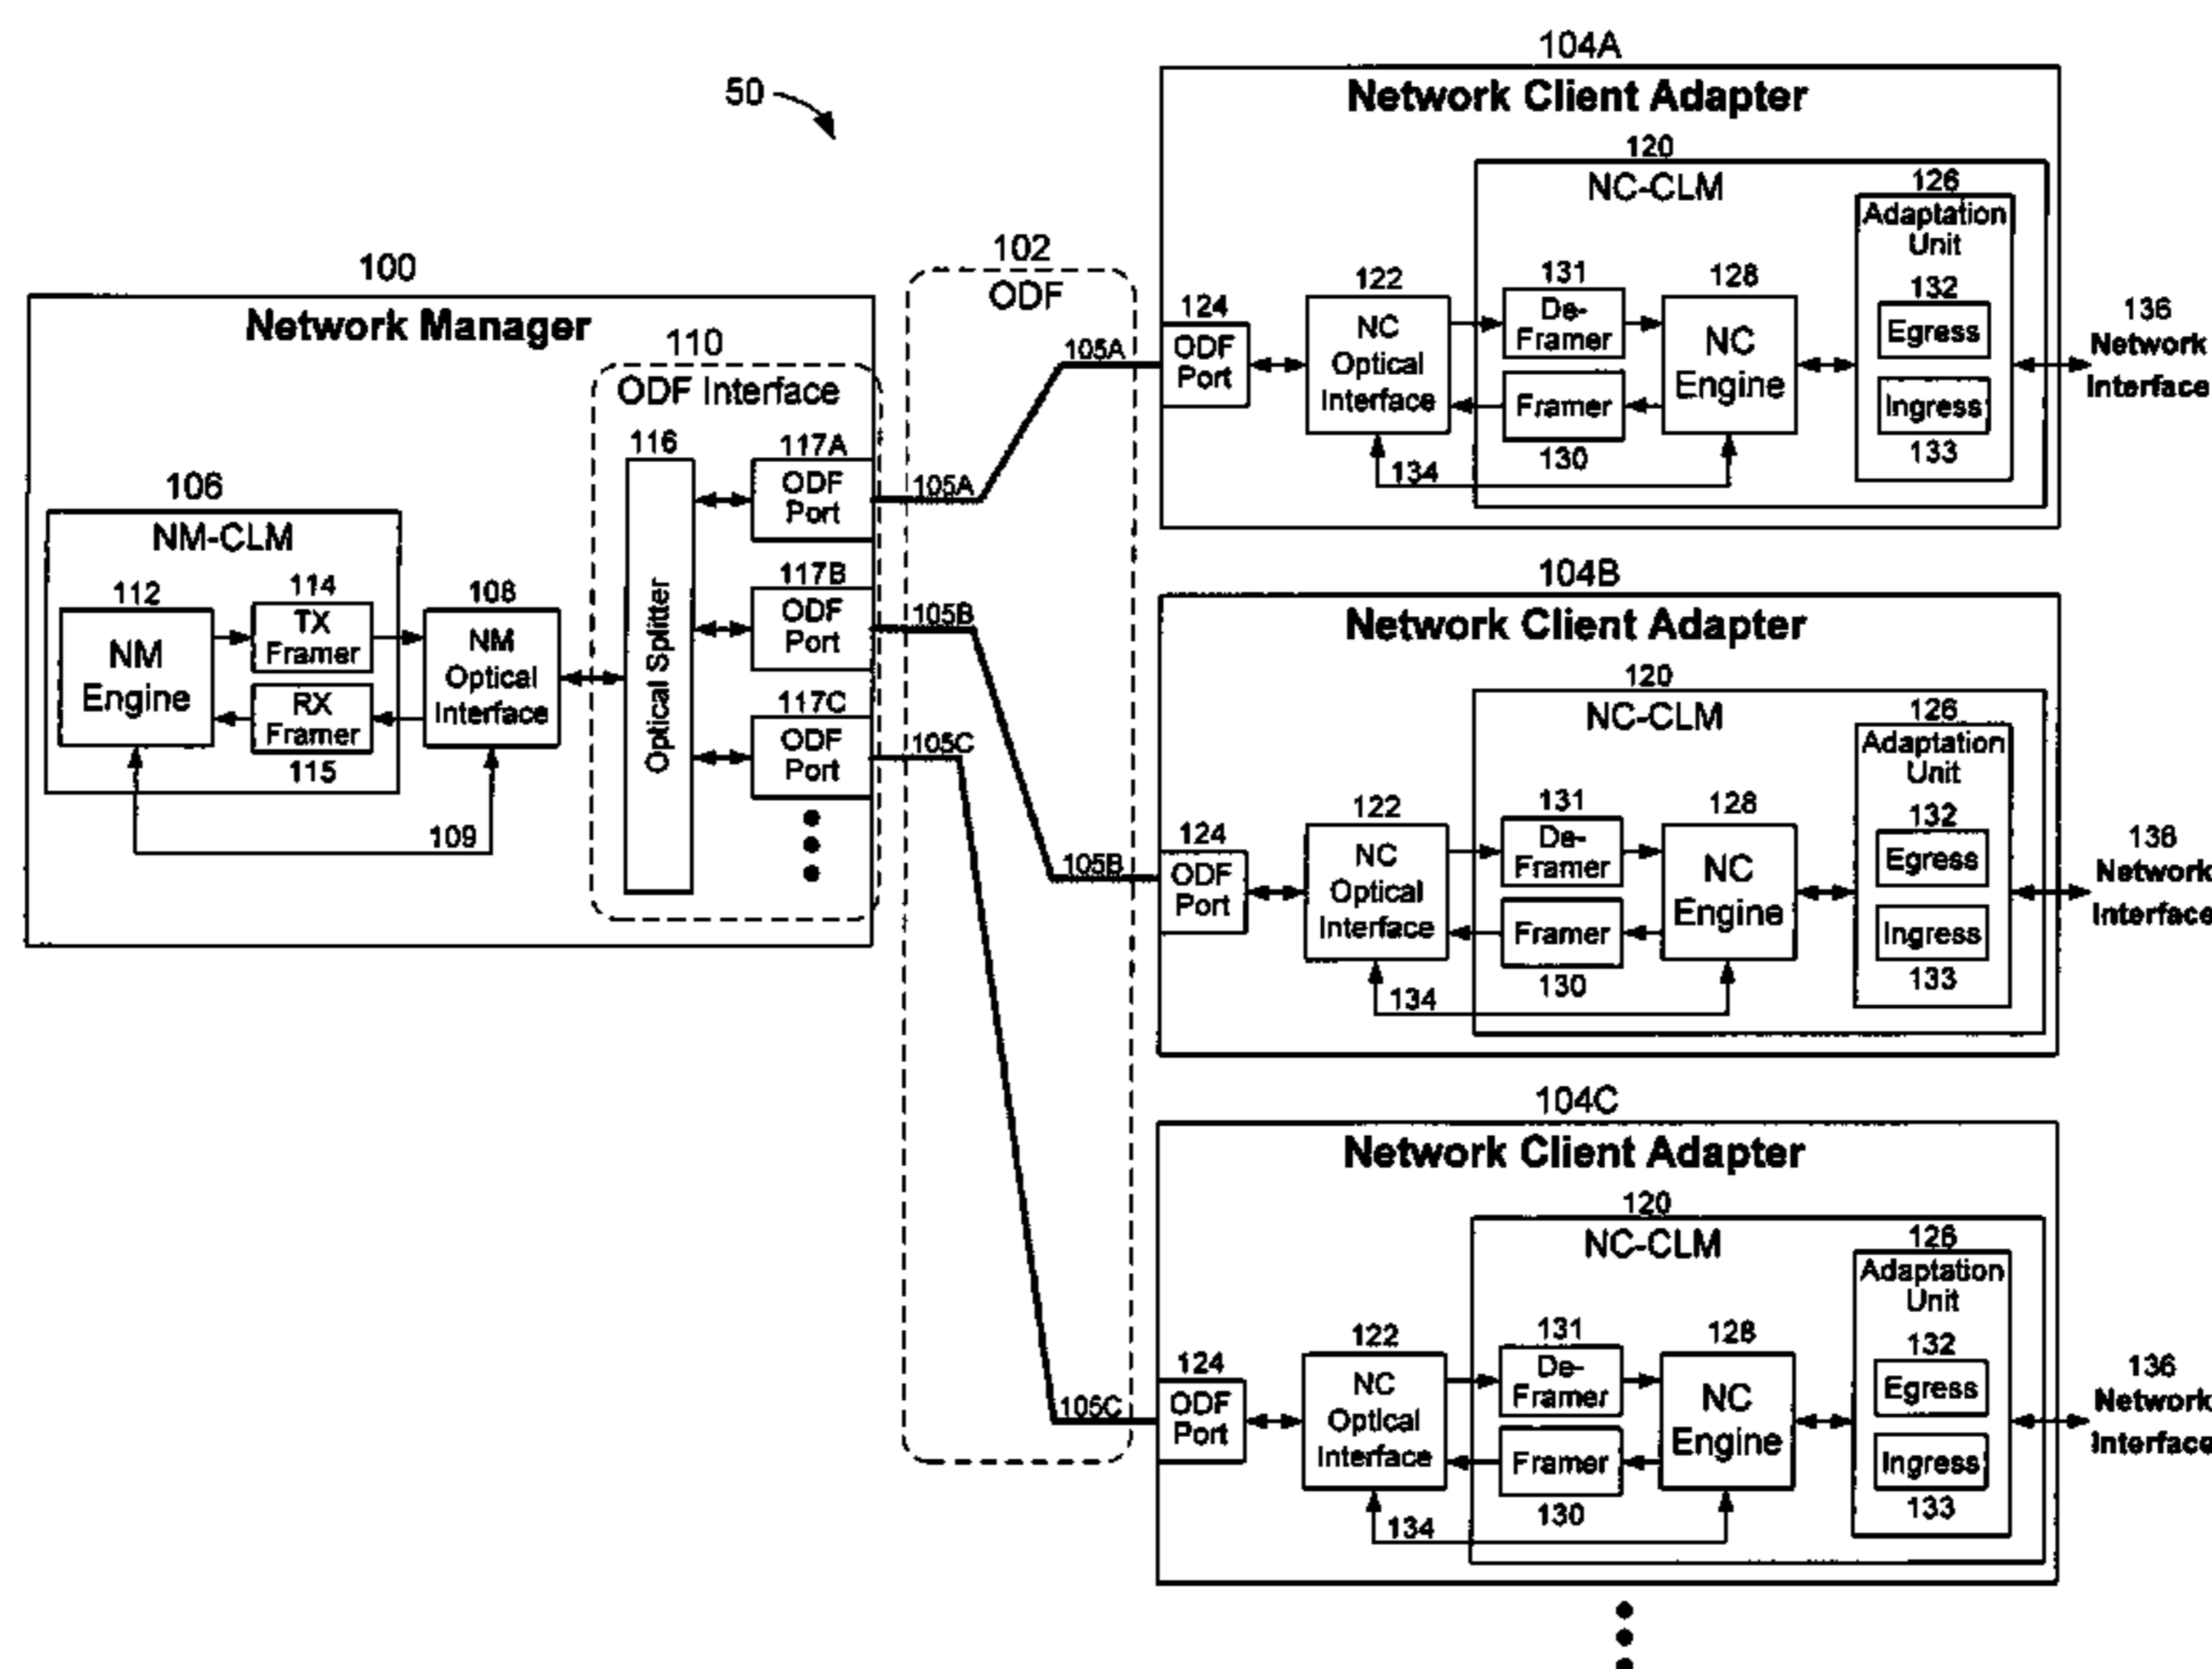 50
100
Network Manager
110
ODF Interface
116
Optical Splitter
117A
ODF
Port
117B
ODF
Port
117C
ODF
Port
106
NM-CLM
112
NM
Engine
114
TX
Framer
RX
Framer
115
108
NM
Optical
Interface
109
102
ODF
105A
105A
105B
105B
105C
105C
104A
Network Client Adapter
120
NC-CLM
124
ODF
Port
122
NC
Optical
Interface
131
De-
Framer
Framer
130
128
NC
Engine
134
126
Adaptation
Unit
132
Egress
Ingress
133
136
Network
Interface
104B
Network Client Adapter
120
NC-CLM
124
ODF
Port
122
NC
Optical
Interface
131
De-
Framer
Framer
130
128
NC
Engine
134
126
Adaptation
Unit
132
Egress
Ingress
133
136
Network
Interface
104C
Network Client Adapter
120
NC-CLM
124
ODF
Port
122
NC
Optical
Interface
131
De-
Framer
Framer
130
128
NC
Engine
134
126
Adaptation
Unit
132
Egress
Ingress
133
136
Network
Interface